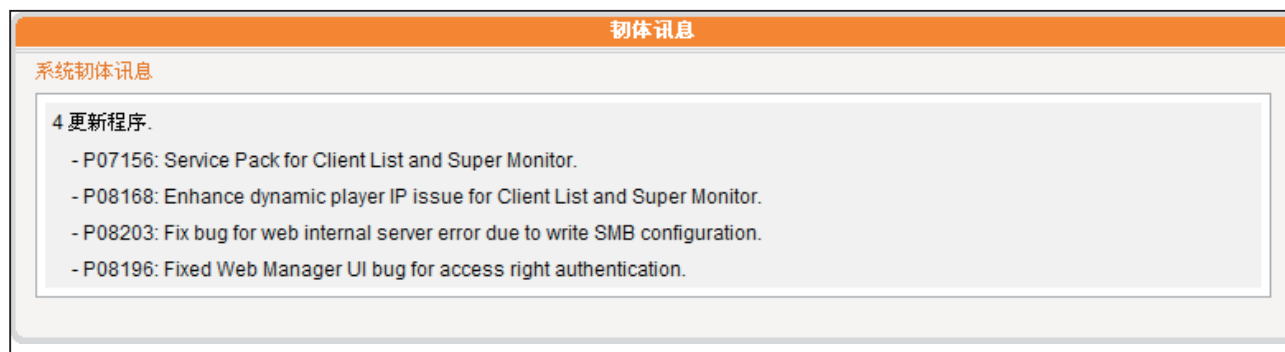 韧体讯息
系统韧体讯息
4 更新程序.
- P07156: Service Pack for Client List and Super Monitor.
- P08168: Enhance dynamic player IP issue for Client List and Super Monitor.
- P08203: Fix bug for web internal server error due to write SMB configuration.
- P08196: Fixed Web Manager UI bug for access right authentication.